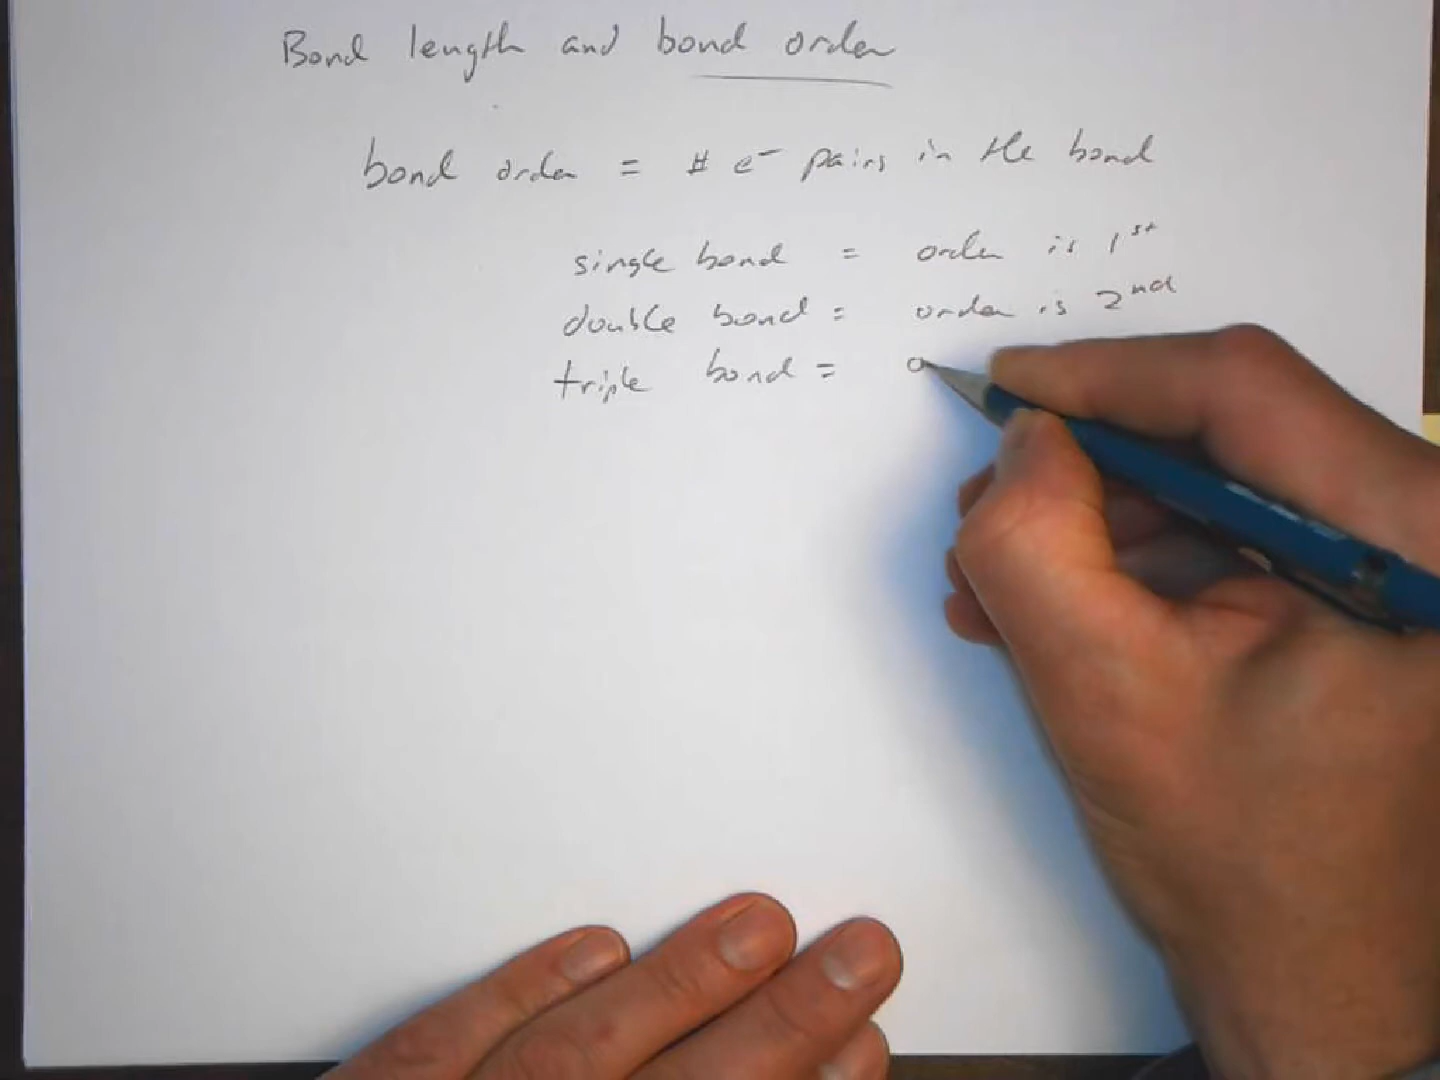 Bond length and bond order
bond order = # e⁻ pairs in the bond
single bond = order is 1st
double bond = order is 2nd
triple bond = o